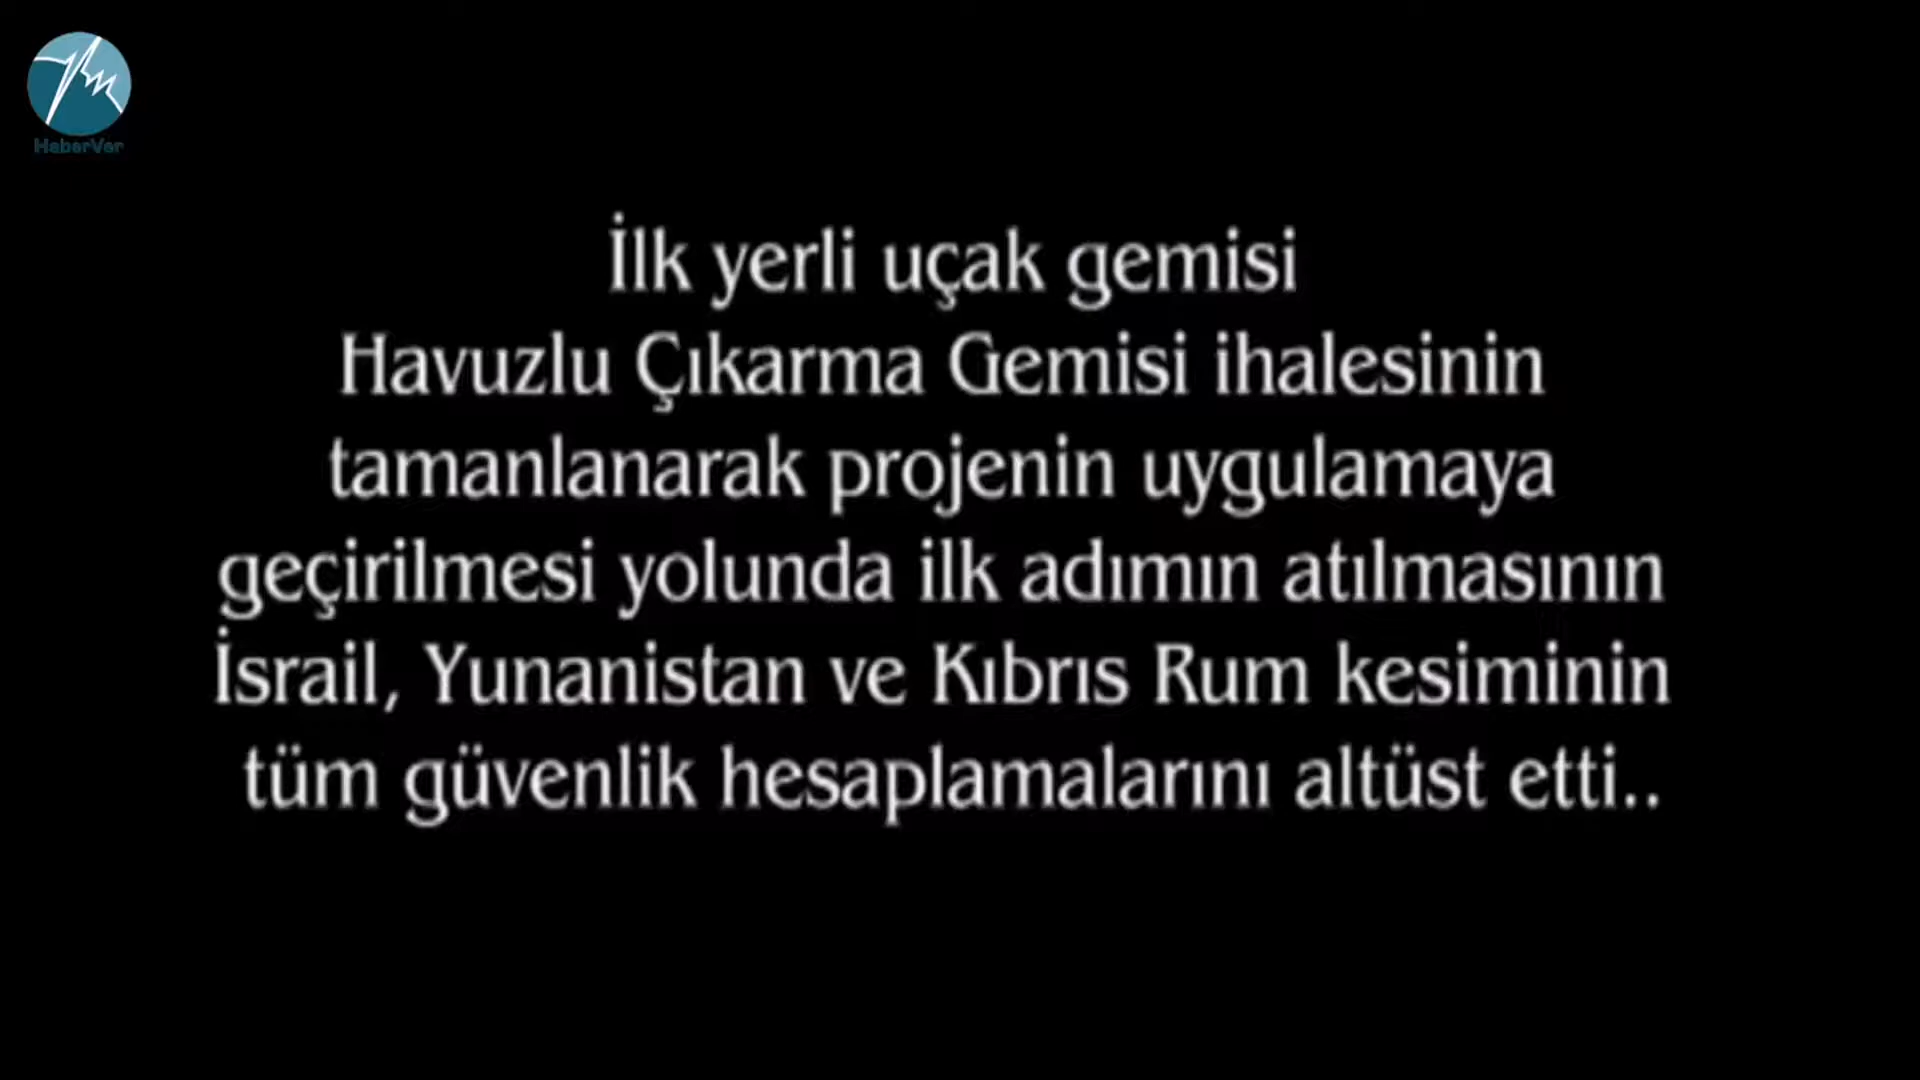 HaberVer
İlk yerli uçak gemisi
Havuzlu Çıkarma Gemisi ihalesinin
tamanlanarak projenin uygulamaya
geçirilmesi yolunda ilk adımın atılmasının
İsrail, Yunanistan ve Kıbrıs Rum kesiminin
tüm güvenlik hesaplamalarını altüst etti..